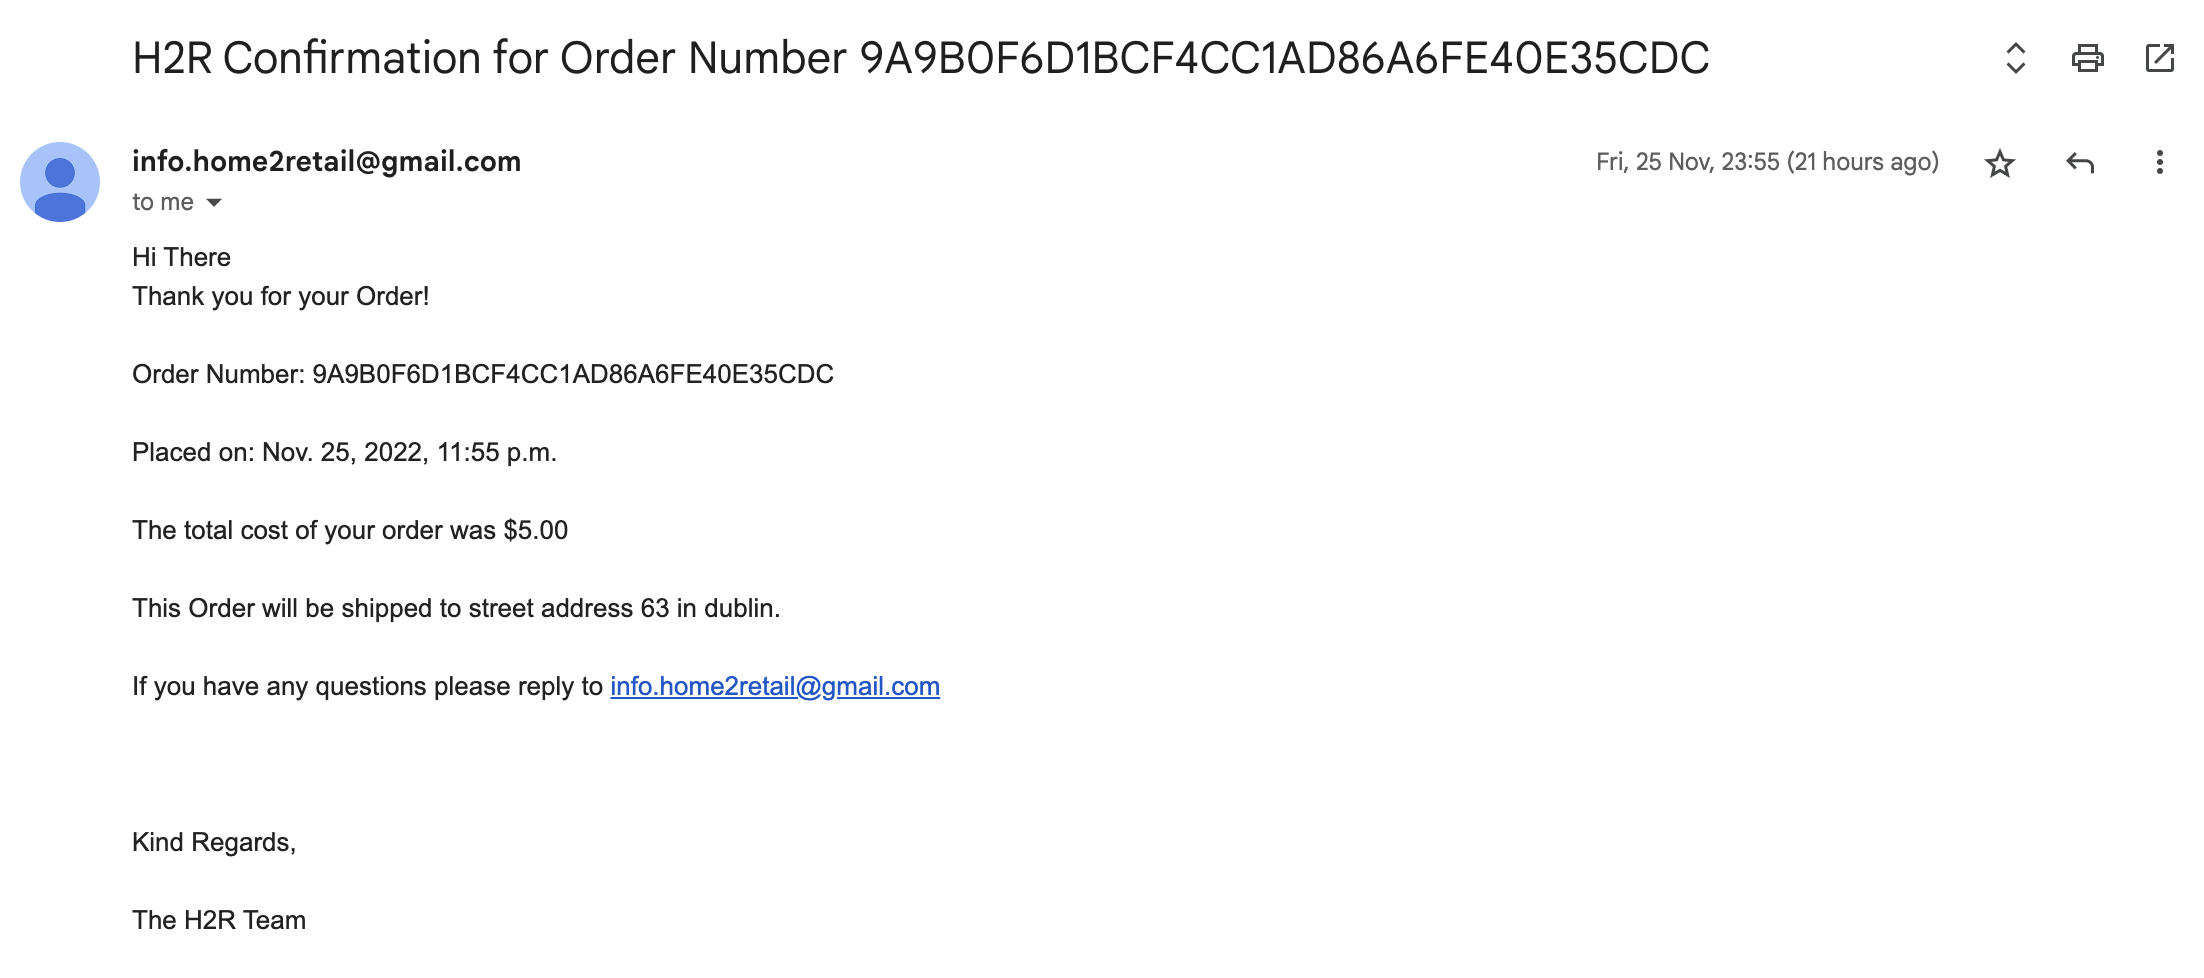 H2R Confirmation for Order Number 9A9B0F6D1BCF4CC1AD86A6FE40E35CDC
info.home2retail@gmail.com
Fri, 25 Nov, 23:55 (21 hours ago)
to me
Hi There
Thank you for your Order!
Order Number: 9A9B0F6D1BCF4CC1AD86A6FE40E35CDC
Placed on: Nov. 25, 2022, 11:55 p.m.
The total cost of your order was $5.00
This Order will be shipped to street address 63 in dublin.
If you have any questions please reply to info.home2retail@gmail.com
Kind Regards,
The H2R Team